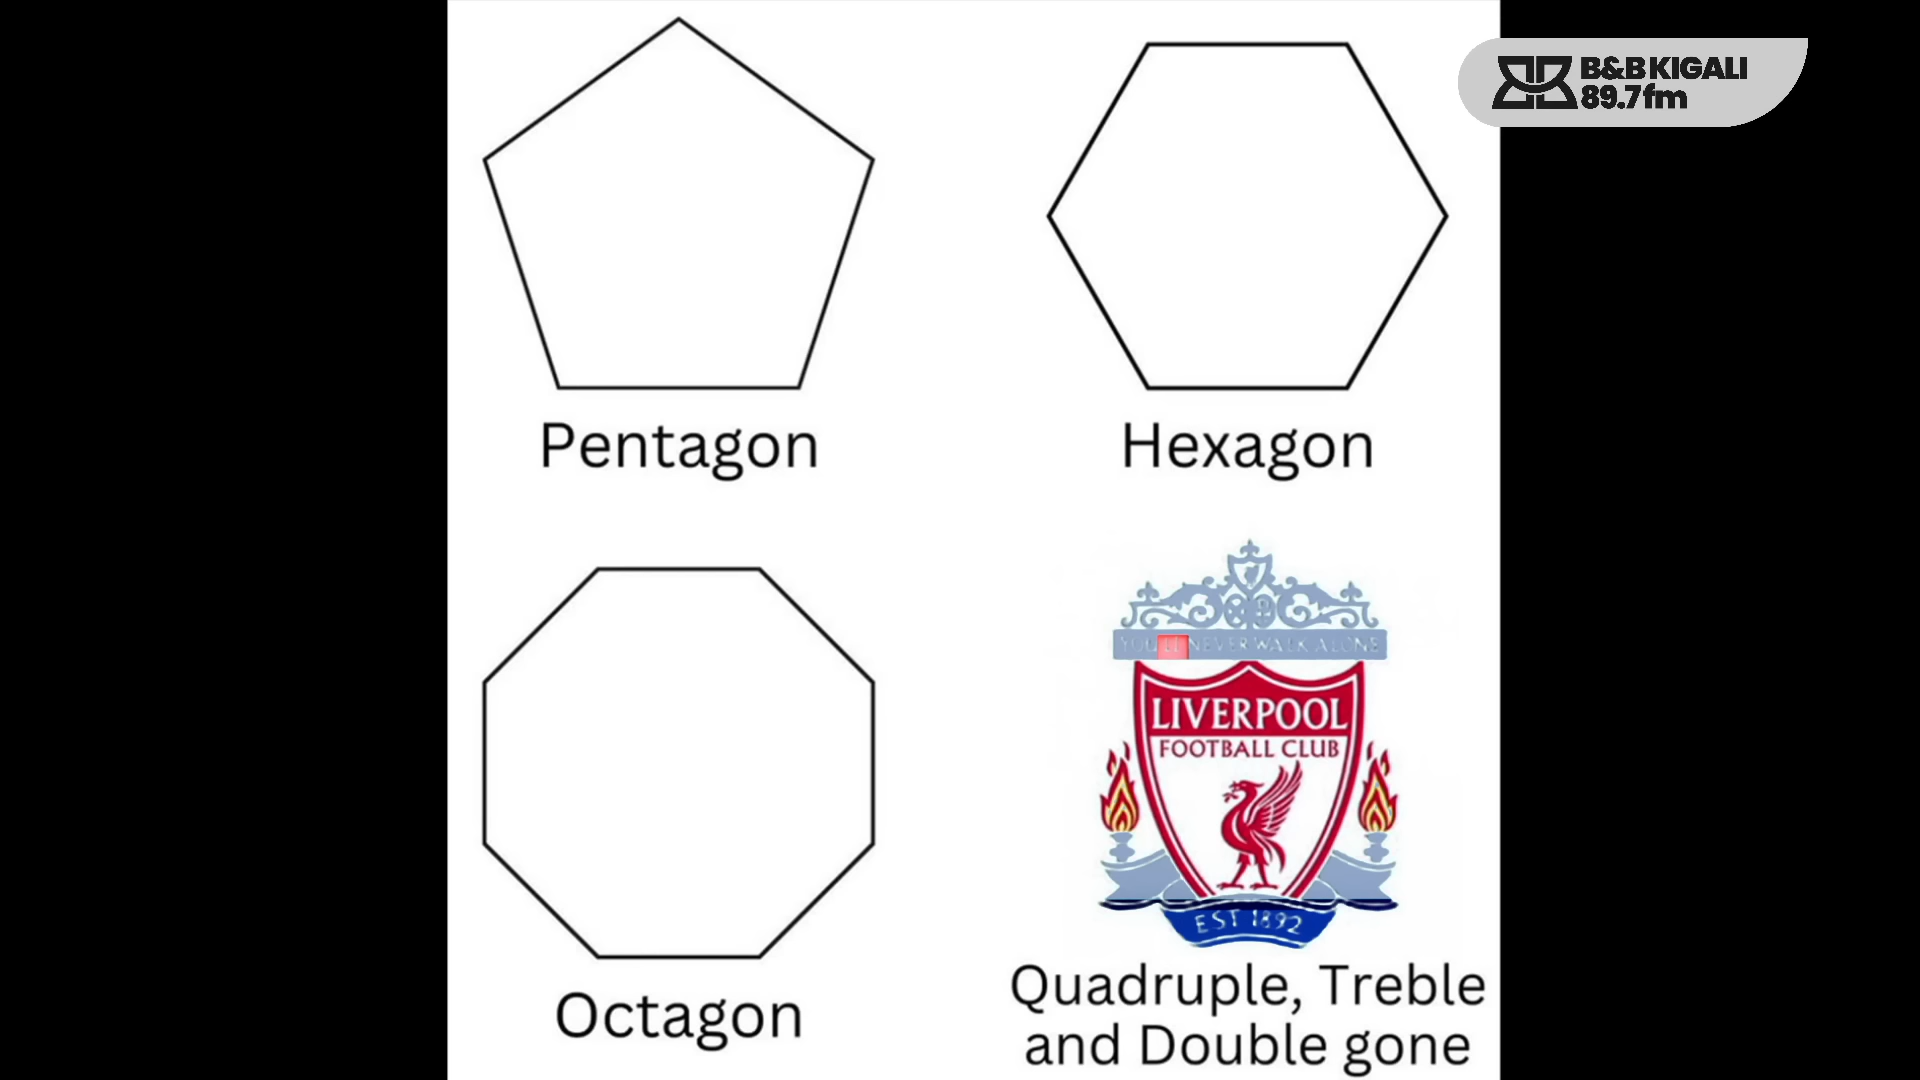 B&B KIGALI
89.7fm
Pentagon
Hexagon
Octagon
YOU'LL NEVER WALK ALONE
LIVERPOOL
FOOTBALL CLUB
EST 1892
Quadruple, Treble
and Double gone